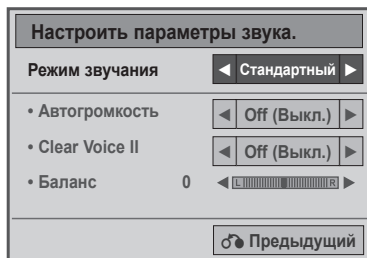 Настроить параметры звука.
Режим звучания ◀ Стандартный ▶
• Автогромкость ◀ Off (Выкл.) ▶
• Clear Voice II ◀ Off (Выкл.) ▶
• Баланс 0 ◀ L R ▶
Предыдущий